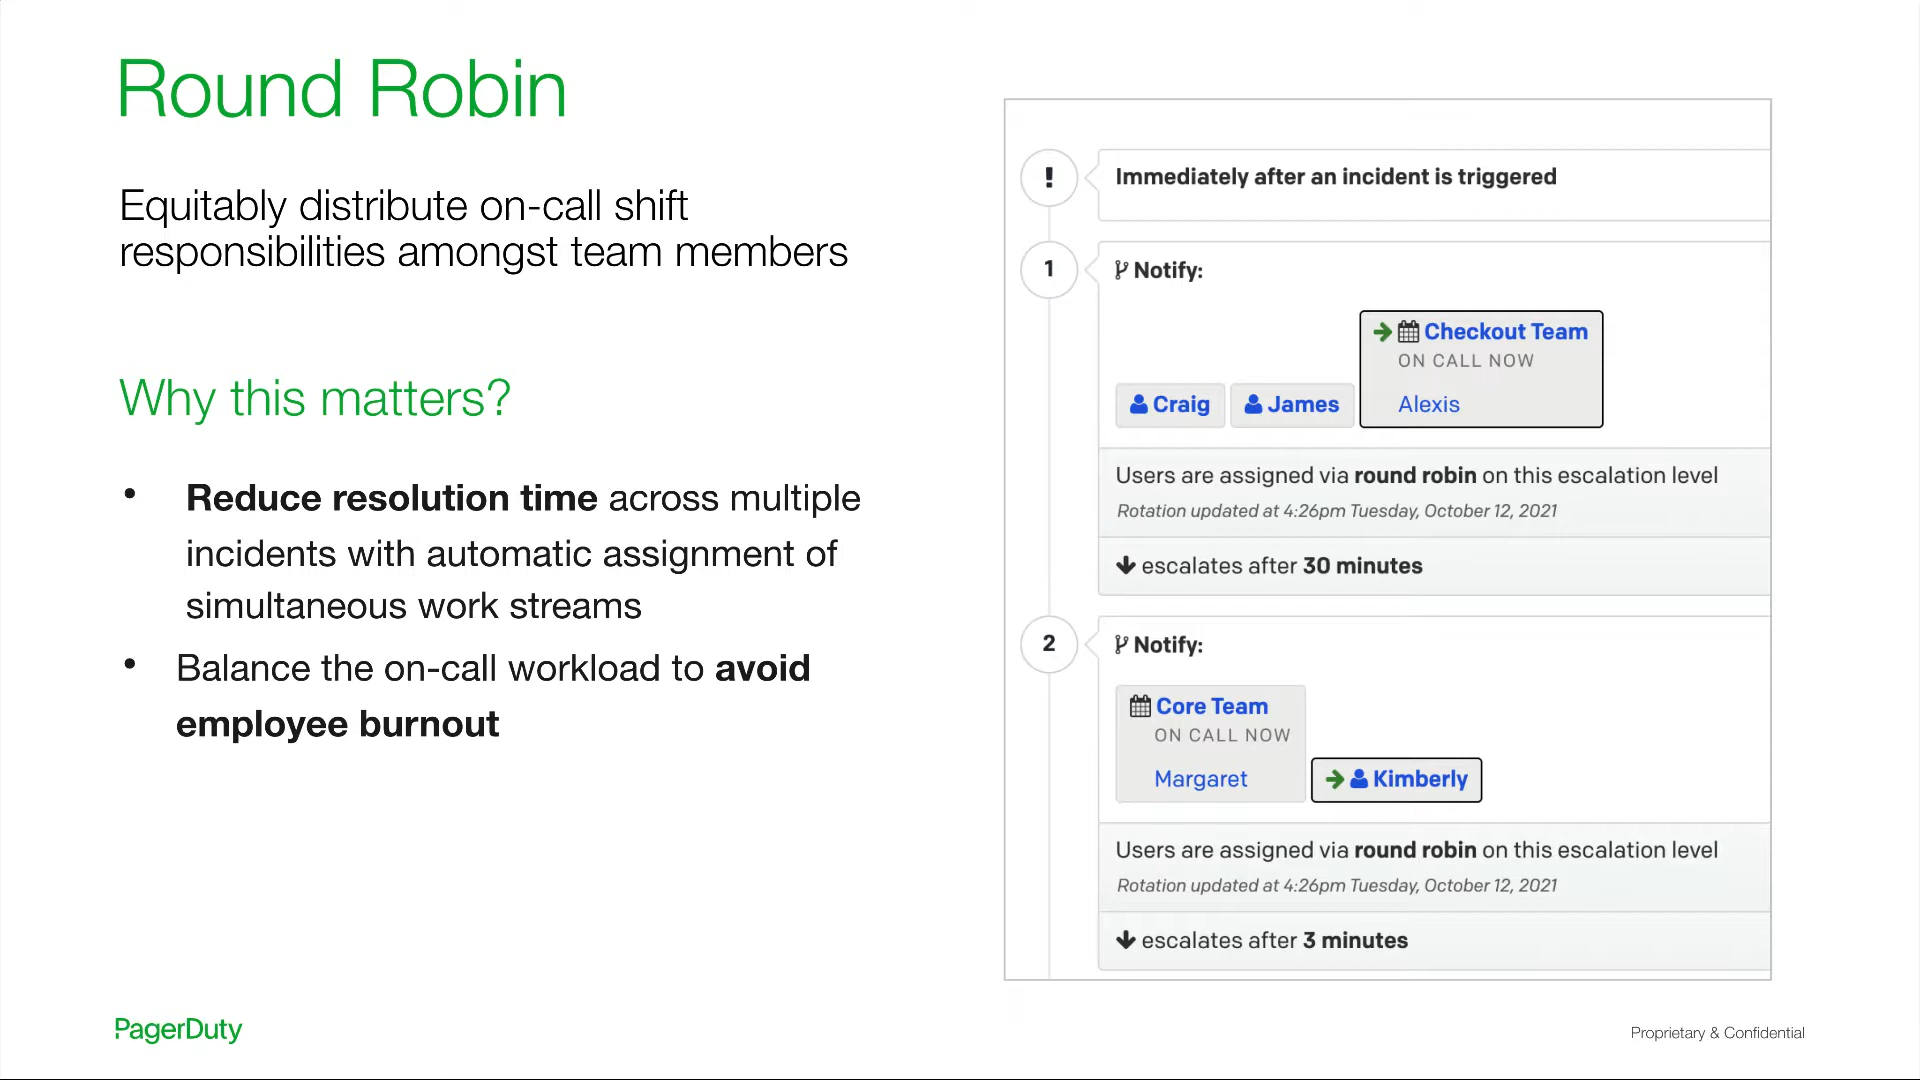 Round Robin
Equitably distribute on-call shift
responsibilities amongst team members
Why this matters?
• Reduce resolution time across multiple
incidents with automatic assignment of
simultaneous work streams
• Balance the on-call workload to avoid
employee burnout
!
Immediately after an incident is triggered
1
Notify:
Craig
James
Checkout Team
ON CALL NOW
Alexis
Users are assigned via round robin on this escalation level
Rotation updated at 4:26pm Tuesday, October 12, 2021
escalates after 30 minutes
2
Notify:
Core Team
ON CALL NOW
Margaret
Kimberly
Users are assigned via round robin on this escalation level
Rotation updated at 4:26pm Tuesday, October 12, 2021
escalates after 3 minutes
PagerDuty
Proprietary & Confidential